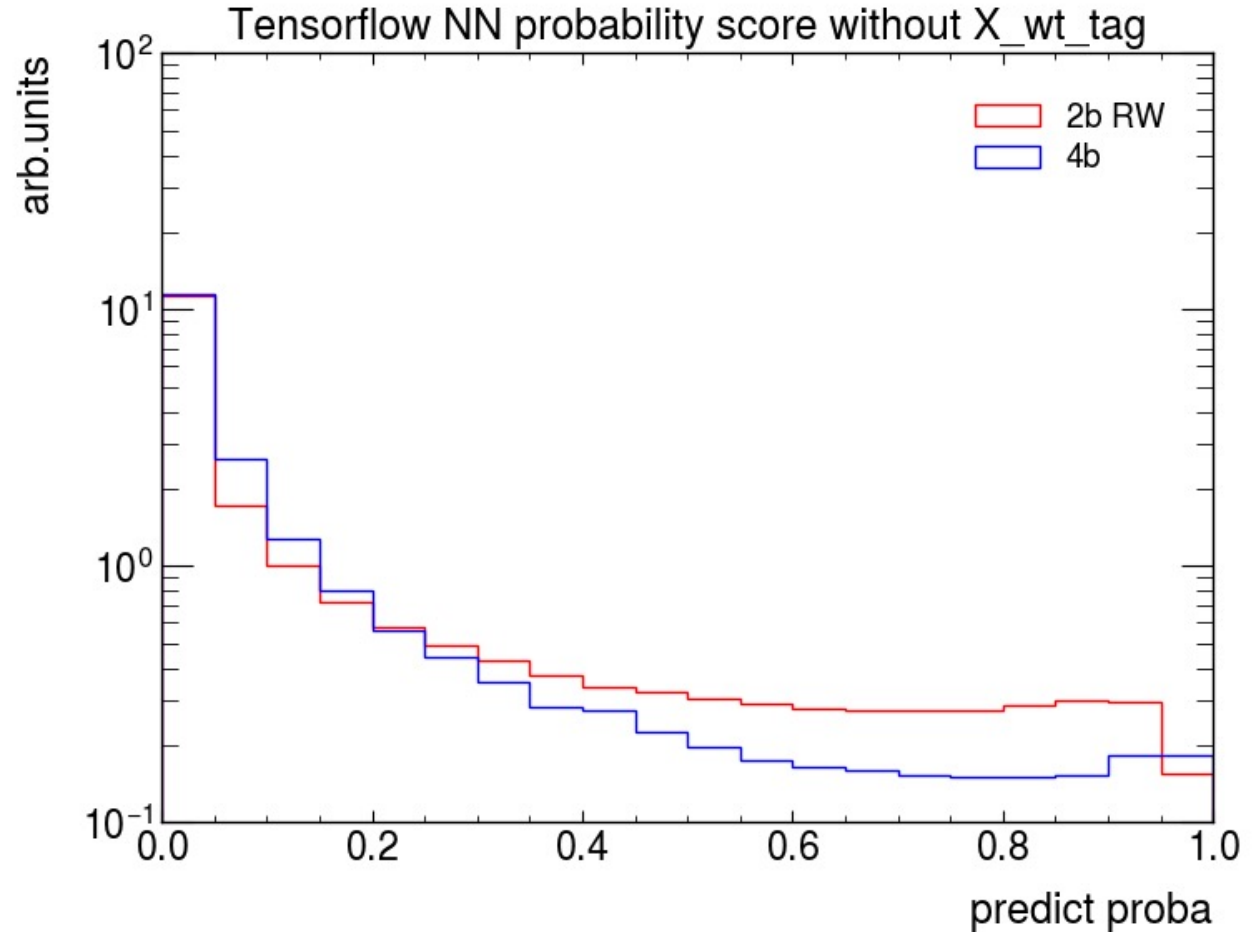 Tensorflow NN probability score without X_wt_tag
arb.units
10²
10¹
10⁰
10⁻¹
2b RW
4b
0.0 0.2 0.4 0.6 0.8 1.0
predict proba